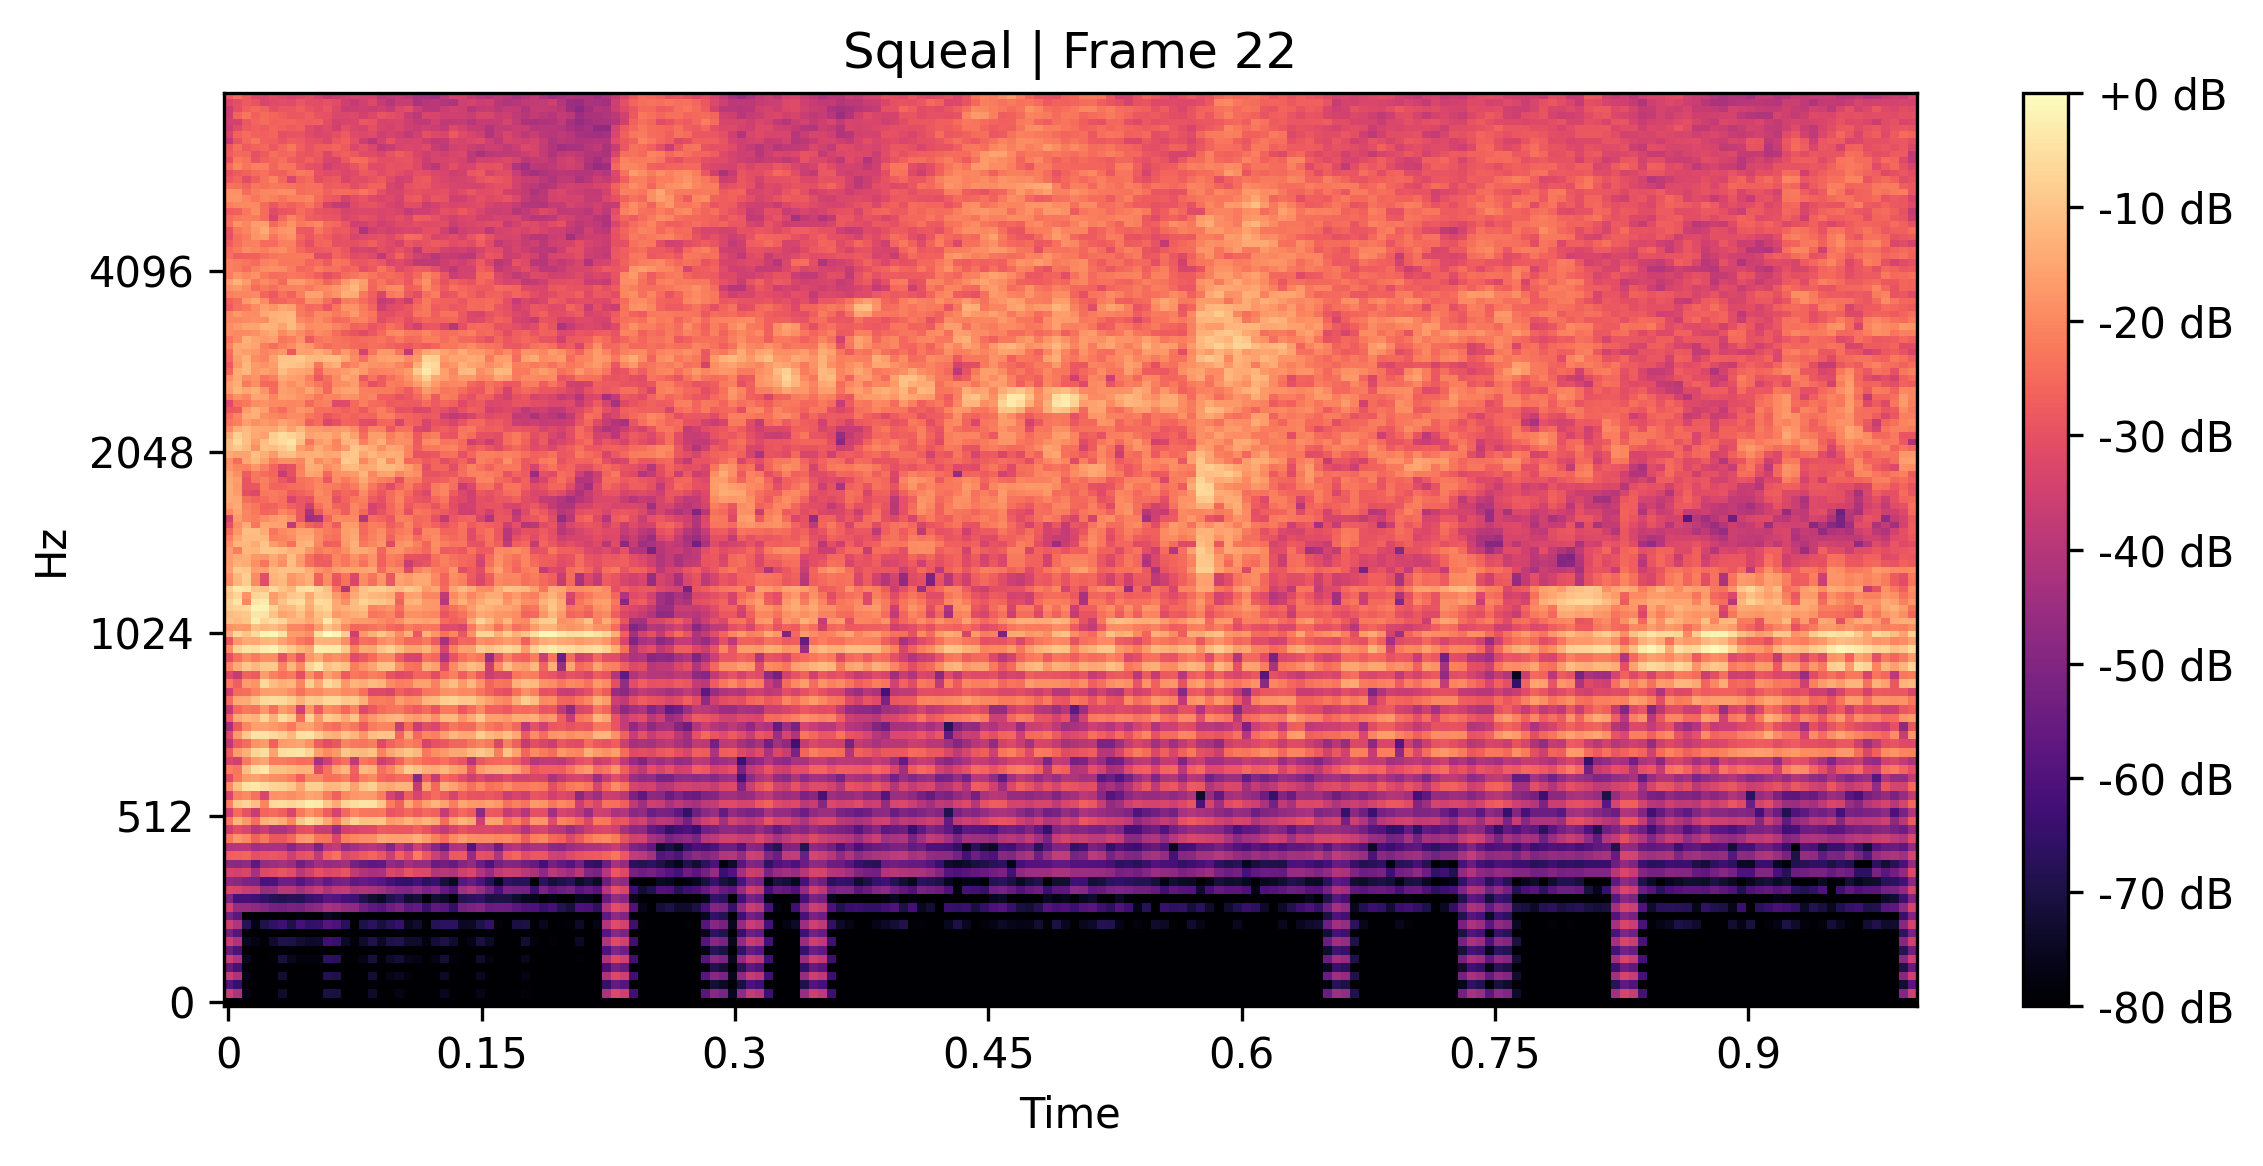 Squeal | Frame 22
Hz
4096
2048
1024
512
0
0
0.15
0.3
0.45
0.6
0.75
0.9
Time
+0 dB
-10 dB
-20 dB
-30 dB
-40 dB
-50 dB
-60 dB
-70 dB
-80 dB